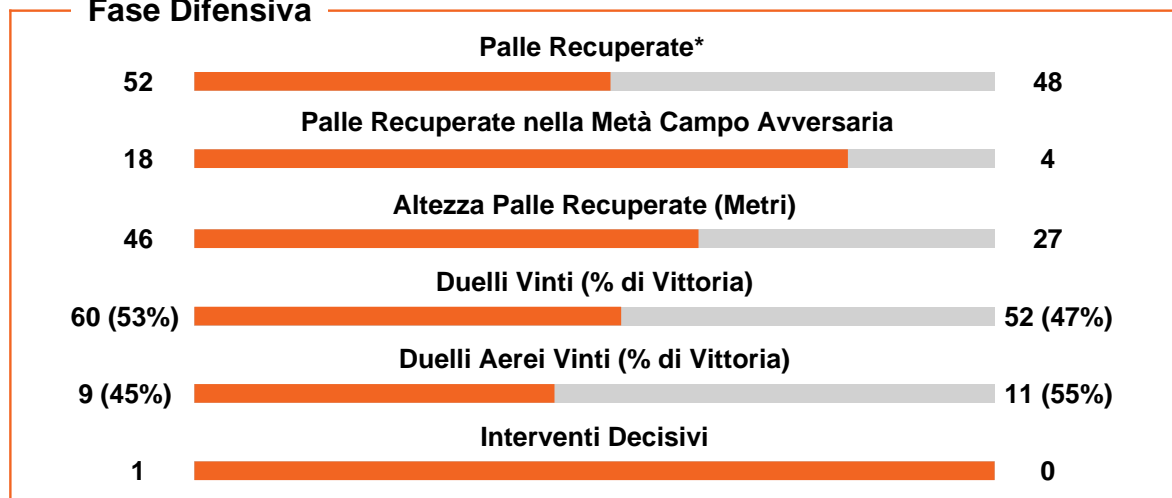 Fase Difensiva
Palle Recuperate*
52 48
Palle Recuperate nella Metà Campo Avversaria
18 4
Altezza Palle Recuperate (Metri)
46 27
Duelli Vinti (% di Vittoria)
60 (53%) 52 (47%)
Duelli Aerei Vinti (% di Vittoria)
9 (45%) 11 (55%)
Interventi Decisivi
1 0